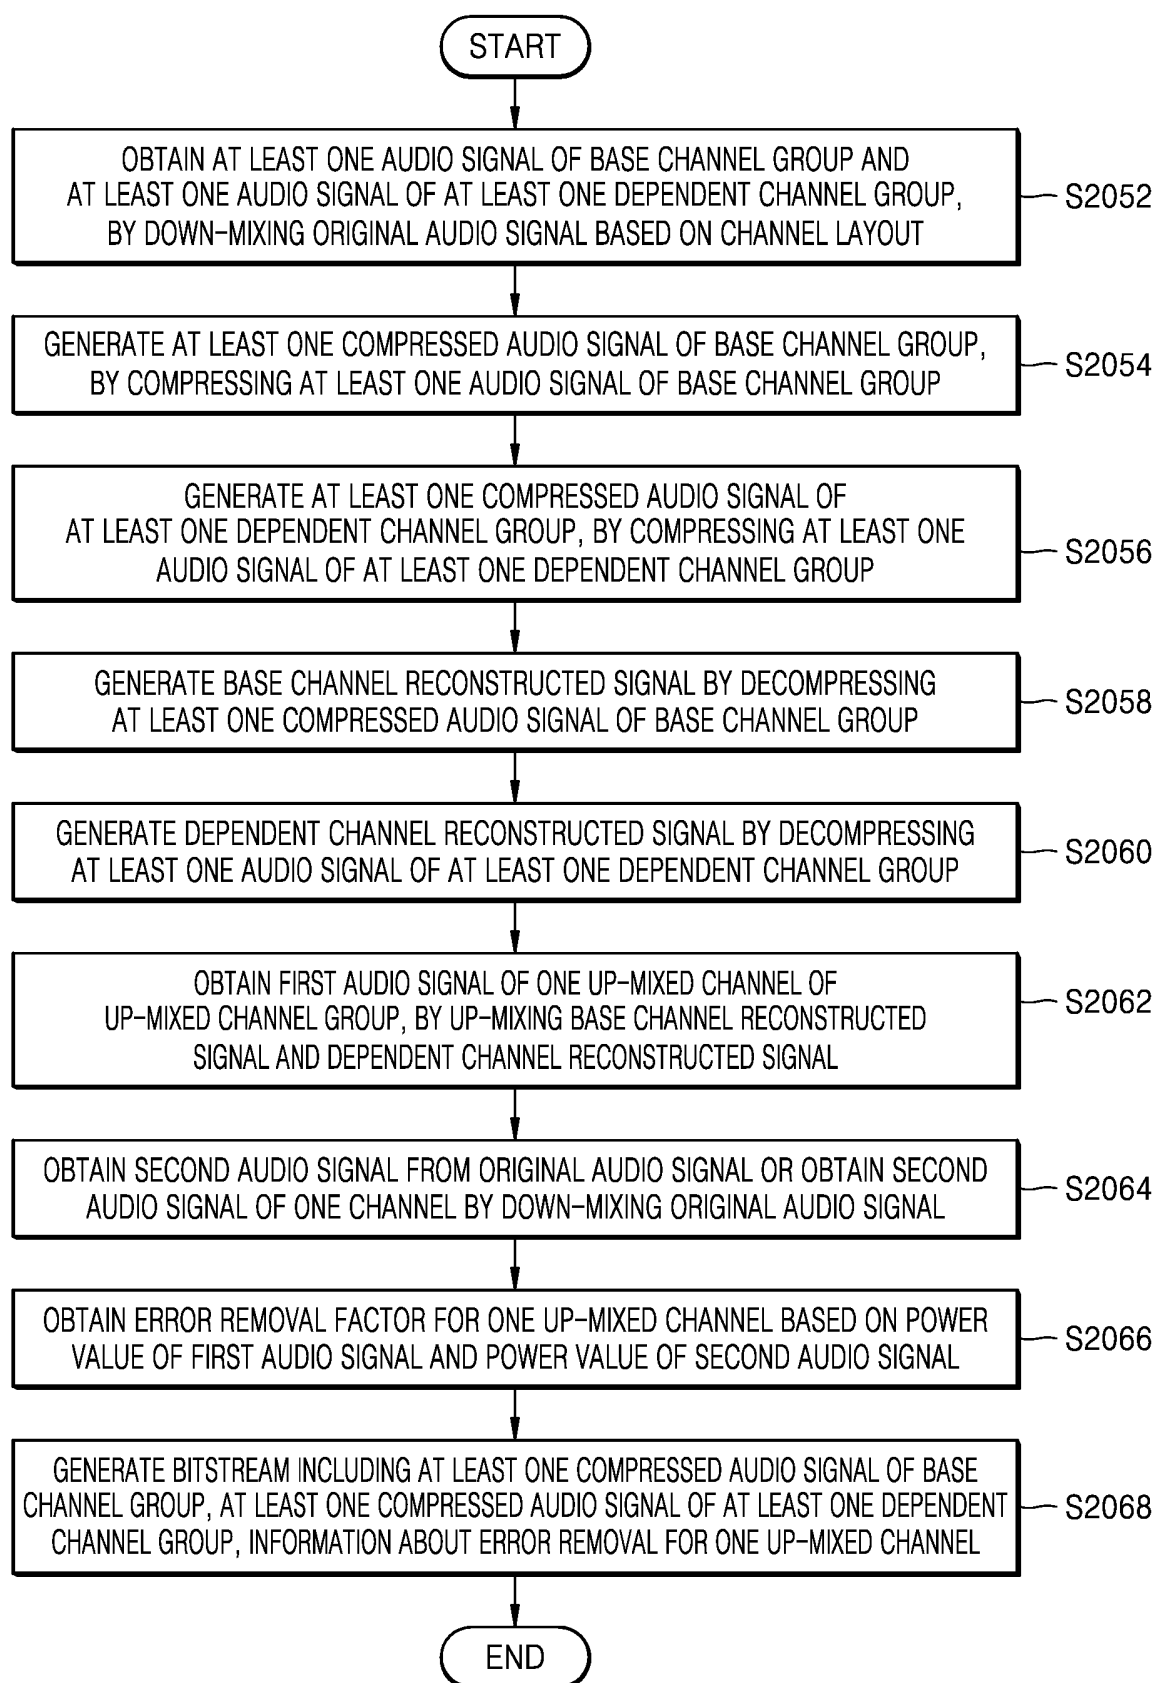 START
OBTAIN AT LEAST ONE AUDIO SIGNAL OF BASE CHANNEL GROUP AND
AT LEAST ONE AUDIO SIGNAL OF AT LEAST ONE DEPENDENT CHANNEL GROUP,
BY DOWN-MIXING ORIGINAL AUDIO SIGNAL BASED ON CHANNEL LAYOUT
S2052
GENERATE AT LEAST ONE COMPRESSED AUDIO SIGNAL OF BASE CHANNEL GROUP,
BY COMPRESSING AT LEAST ONE AUDIO SIGNAL OF BASE CHANNEL GROUP
S2054
GENERATE AT LEAST ONE COMPRESSED AUDIO SIGNAL OF
AT LEAST ONE DEPENDENT CHANNEL GROUP, BY COMPRESSING AT LEAST ONE
AUDIO SIGNAL OF AT LEAST ONE DEPENDENT CHANNEL GROUP
S2056
GENERATE BASE CHANNEL RECONSTRUCTED SIGNAL BY DECOMPRESSING
AT LEAST ONE COMPRESSED AUDIO SIGNAL OF BASE CHANNEL GROUP
S2058
GENERATE DEPENDENT CHANNEL RECONSTRUCTED SIGNAL BY DECOMPRESSING
AT LEAST ONE AUDIO SIGNAL OF AT LEAST ONE DEPENDENT CHANNEL GROUP
S2060
OBTAIN FIRST AUDIO SIGNAL OF ONE UP-MIXED CHANNEL OF
UP-MIXED CHANNEL GROUP, BY UP-MIXING BASE CHANNEL RECONSTRUCTED
SIGNAL AND DEPENDENT CHANNEL RECONSTRUCTED SIGNAL
S2062
OBTAIN SECOND AUDIO SIGNAL FROM ORIGINAL AUDIO SIGNAL OR OBTAIN SECOND
AUDIO SIGNAL OF ONE CHANNEL BY DOWN-MIXING ORIGINAL AUDIO SIGNAL
S2064
OBTAIN ERROR REMOVAL FACTOR FOR ONE UP-MIXED CHANNEL BASED ON POWER
VALUE OF FIRST AUDIO SIGNAL AND POWER VALUE OF SECOND AUDIO SIGNAL
S2066
GENERATE BITSTREAM INCLUDING AT LEAST ONE COMPRESSED AUDIO SIGNAL OF BASE
CHANNEL GROUP, AT LEAST ONE COMPRESSED AUDIO SIGNAL OF AT LEAST ONE DEPENDENT
CHANNEL GROUP, INFORMATION ABOUT ERROR REMOVAL FOR ONE UP-MIXED CHANNEL
S2068
END